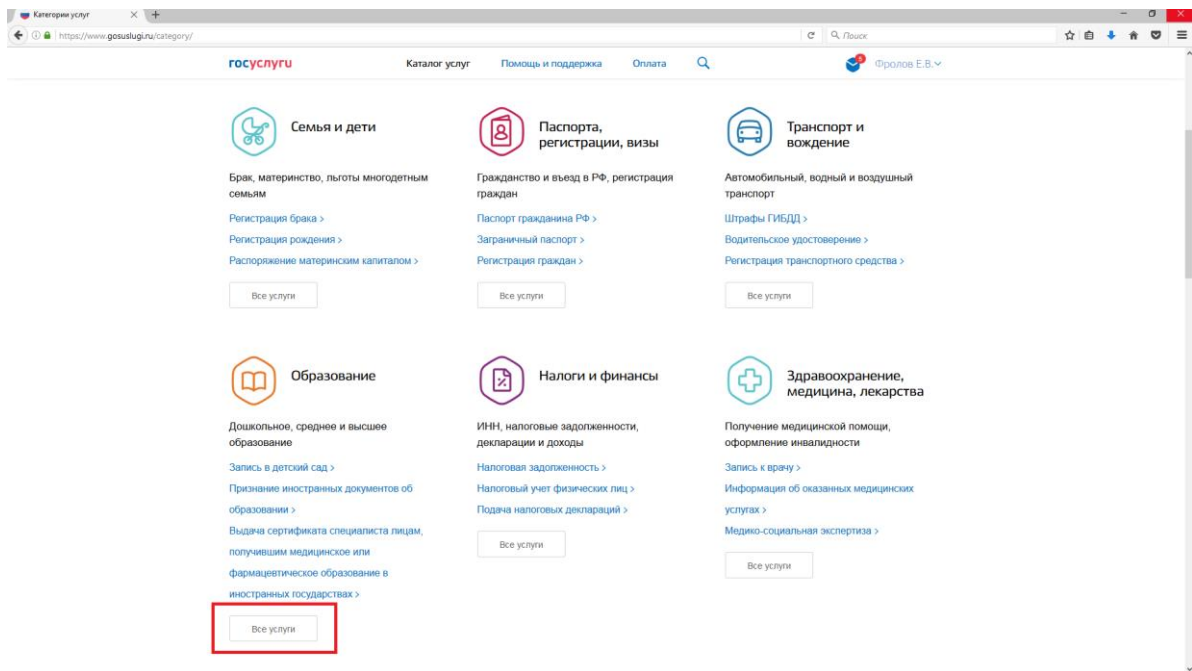 Категории услуг
https://www.gosuslugi.ru/category/
Поиск
госуслуги
Каталог услуг
Помощь и поддержка
Оплата
Фролов Е.В.
Семья и дети
Брак, материнство, льготы многодетным
семьям
Регистрация брака >
Регистрация рождения >
Распоряжение материнским капиталом >
Все услуги
Паспорта,
регистрации, визы
Гражданство и въезд в РФ, регистрация
граждан
Паспорт гражданина РФ >
Заграничный паспорт >
Регистрация граждан >
Все услуги
Транспорт и
вождение
Автомобильный, водный и воздушный
транспорт
Штрафы ГИБДД >
Водительское удостоверение >
Регистрация транспортного средства >
Все услуги
Образование
Дошкольное, среднее и высшее
образование
Запись в детский сад >
Признание иностранных документов об
образовании >
Выдача сертификата специалиста лицам,
получившим медицинское или
фармацевтическое образование в
иностранных государствах >
Все услуги
Налоги и финансы
ИНН, налоговые задолженности,
декларации и доходы
Налоговая задолженность >
Налоговый учет физических лиц >
Подача налоговых деклараций >
Все услуги
Здравоохранение,
медицина, лекарства
Получение медицинской помощи,
оформление инвалидности
Запись к врачу >
Информация об оказанных медицинских
услугах >
Медико-социальная экспертиза >
Все услуги